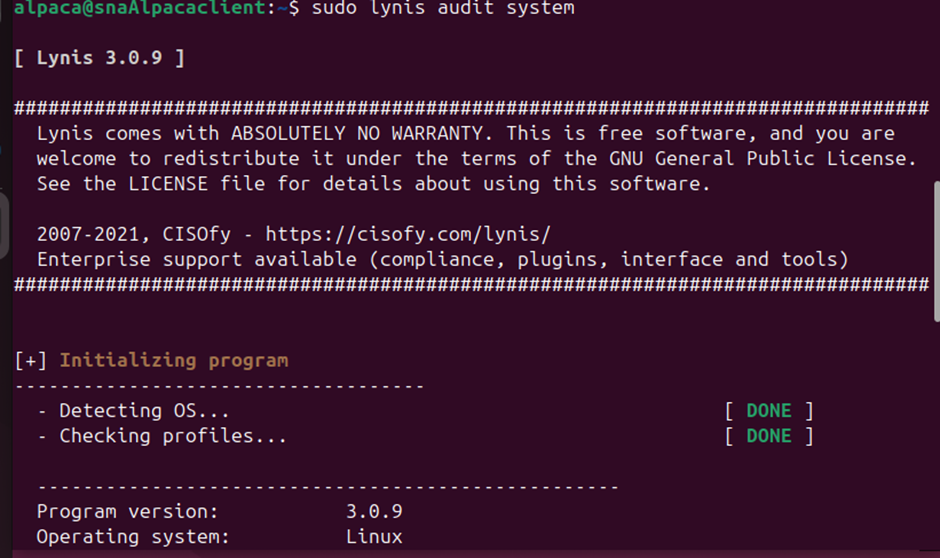 alpaca@snaAlpacaclient:~$ sudo lynis audit system
[ Lynis 3.0.9 ]
################################################################################
Lynis comes with ABSOLUTELY NO WARRANTY. This is free software, and you are
welcome to redistribute it under the terms of the GNU General Public License.
See the LICENSE file for details about using this software.
2007-2021, CISOfy - https://cisofy.com/lynis/
Enterprise support available (compliance, plugins, interface and tools)
################################################################################
[+] Initializing program
------------------------------------
- Detecting OS... [ DONE ]
- Checking profiles... [ DONE ]
---------------------------------------------------
Program version: 3.0.9
Operating system: Linux